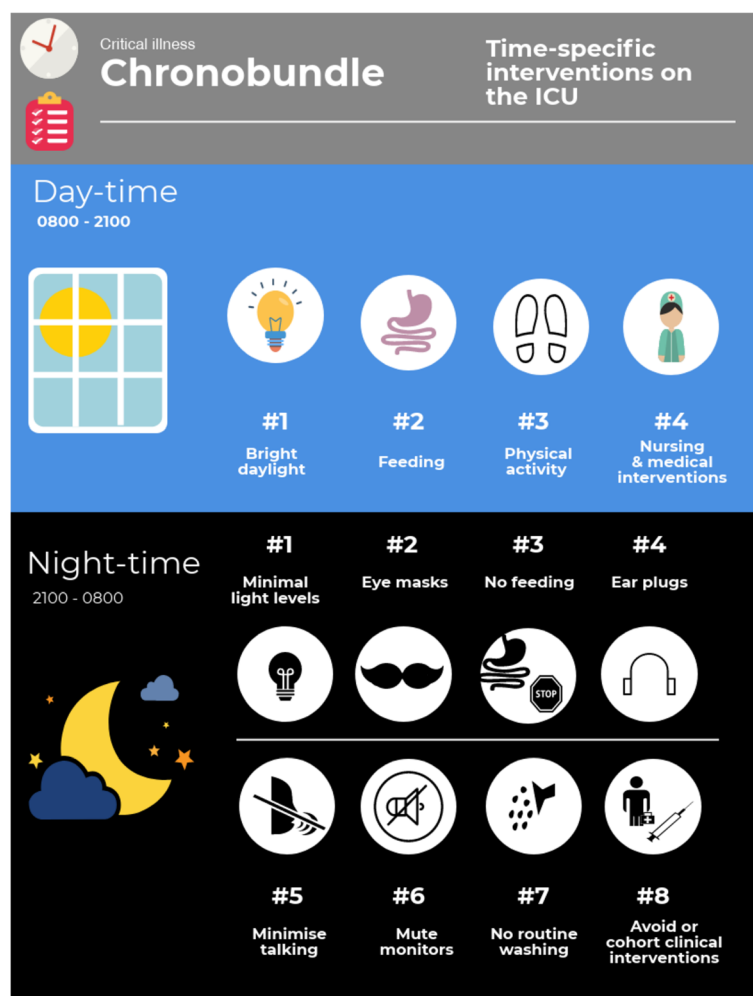 Critical illness
Chronobundle
Time-specific
interventions on
the ICU
Day-time
0800 - 2100
#1
Bright
daylight
#2
Feeding
#3
Physical
activity
#4
Nursing
& medical
interventions
Night-time
2100 - 0800
#1
Minimal
light levels
#2
Eye masks
#3
No feeding
STOP
#4
Ear plugs
#5
Minimise
talking
#6
Mute
monitors
#7
No routine
washing
#8
Avoid or
cohort clinical
interventions